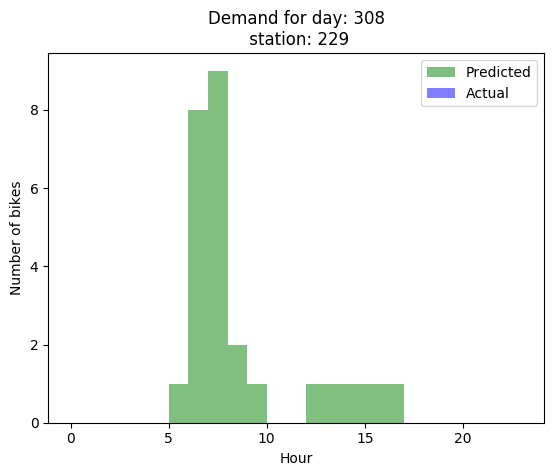 Demand for day: 308
station: 229
Predicted
Actual
Number of bikes
8
6
4
2
0
0
5
10
15
20
Hour